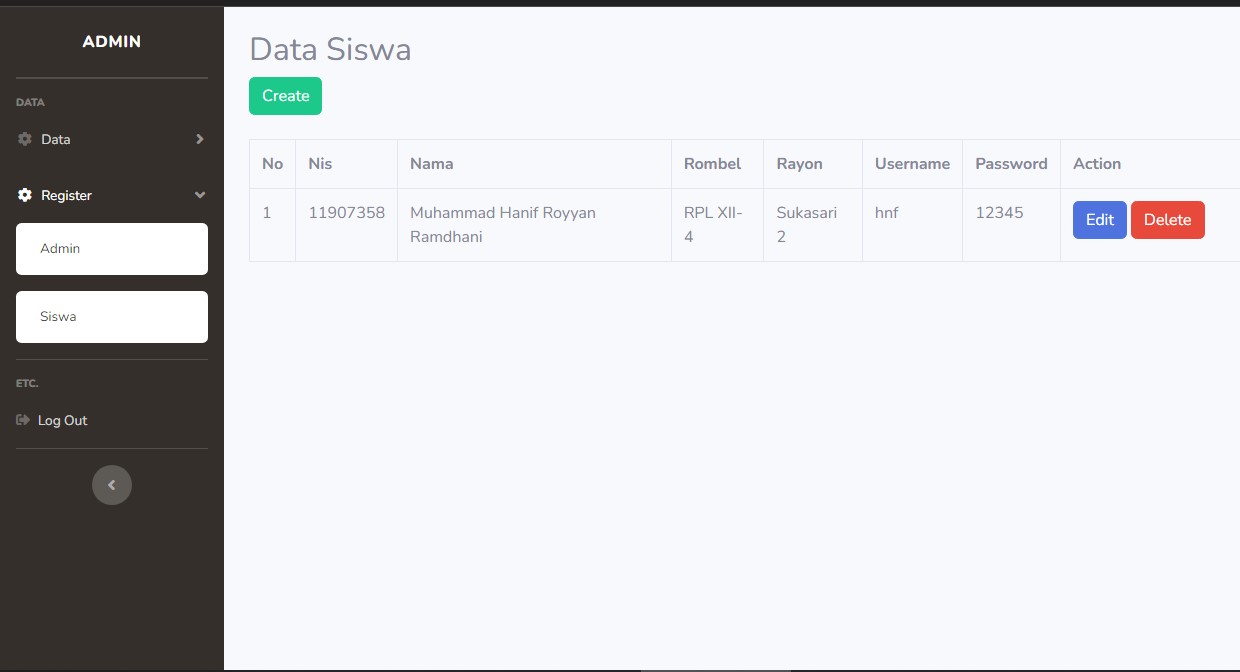 ADMIN
DATA
Data
Register
Admin
Siswa
ETC.
Log Out
Data Siswa
Create
No Nis Nama Rombel Rayon Username Password Action
1 11907358 Muhammad Hanif Royyan RPL XII- Sukasari hnf 12345 Edit Delete
Ramdhani 4 2